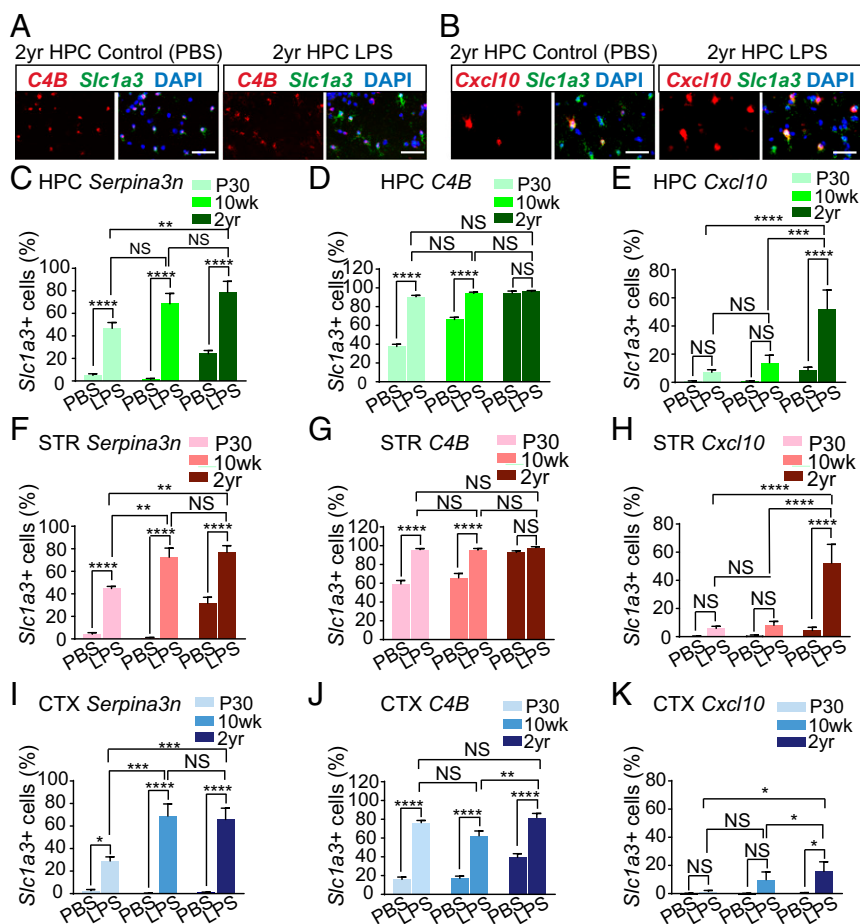 A
2yr HPC Control (PBS)
2yr HPC LPS
C4B Slc1a3 DAPI
C4B Slc1a3 DAPI
B
2yr HPC Control (PBS)
2yr HPC LPS
Cxcl10 Slc1a3 DAPI
Cxcl10 Slc1a3 DAPI
C HPC Serpina3n
P30
10wk
2yr
Slc1a3+ cells (%)
80
60
40
20
0
**
NS
NS
****
****
****
PBS LPS PBS LPS PBS LPS
D HPC C4B
P30
10wk
2yr
Slc1a3+ cells (%)
120
100
80
60
40
20
0
NS
NS
NS
****
****
NS
PBS LPS PBS LPS PBS LPS
E HPC Cxcl10
P30
10wk
2yr
Slc1a3+ cells (%)
80
60
40
20
0
****
***
NS
NS
NS
****
PBS LPS PBS LPS PBS LPS
F STR Serpina3n
P30
10wk
2yr
Slc1a3+ cells (%)
100
80
60
40
20
0
**
**
NS
****
****
****
PBS LPS PBS LPS PBS LPS
G STR C4B
P30
10wk
2yr
Slc1a3+ cells (%)
120
100
80
60
40
20
0
NS
NS
NS
****
****
NS
PBS LPS PBS LPS PBS LPS
H STR Cxcl10
P30
10wk
2yr
Slc1a3+ cells (%)
80
60
40
20
0
****
****
NS
NS
NS
****
PBS LPS PBS LPS PBS LPS
I CTX Serpina3n
P30
10wk
2yr
Slc1a3+ cells (%)
100
80
60
40
20
0
***
***
NS
*
****
****
PBS LPS PBS LPS PBS LPS
J CTX C4B
P30
10wk
2yr
Slc1a3+ cells (%)
100
80
60
40
20
0
NS
NS
**
****
****
****
PBS LPS PBS LPS PBS LPS
K CTX Cxcl10
P30
10wk
2yr
Slc1a3+ cells (%)
80
60
40
20
0
*
*
NS
NS
NS
*
PBS LPS PBS LPS PBS LPS